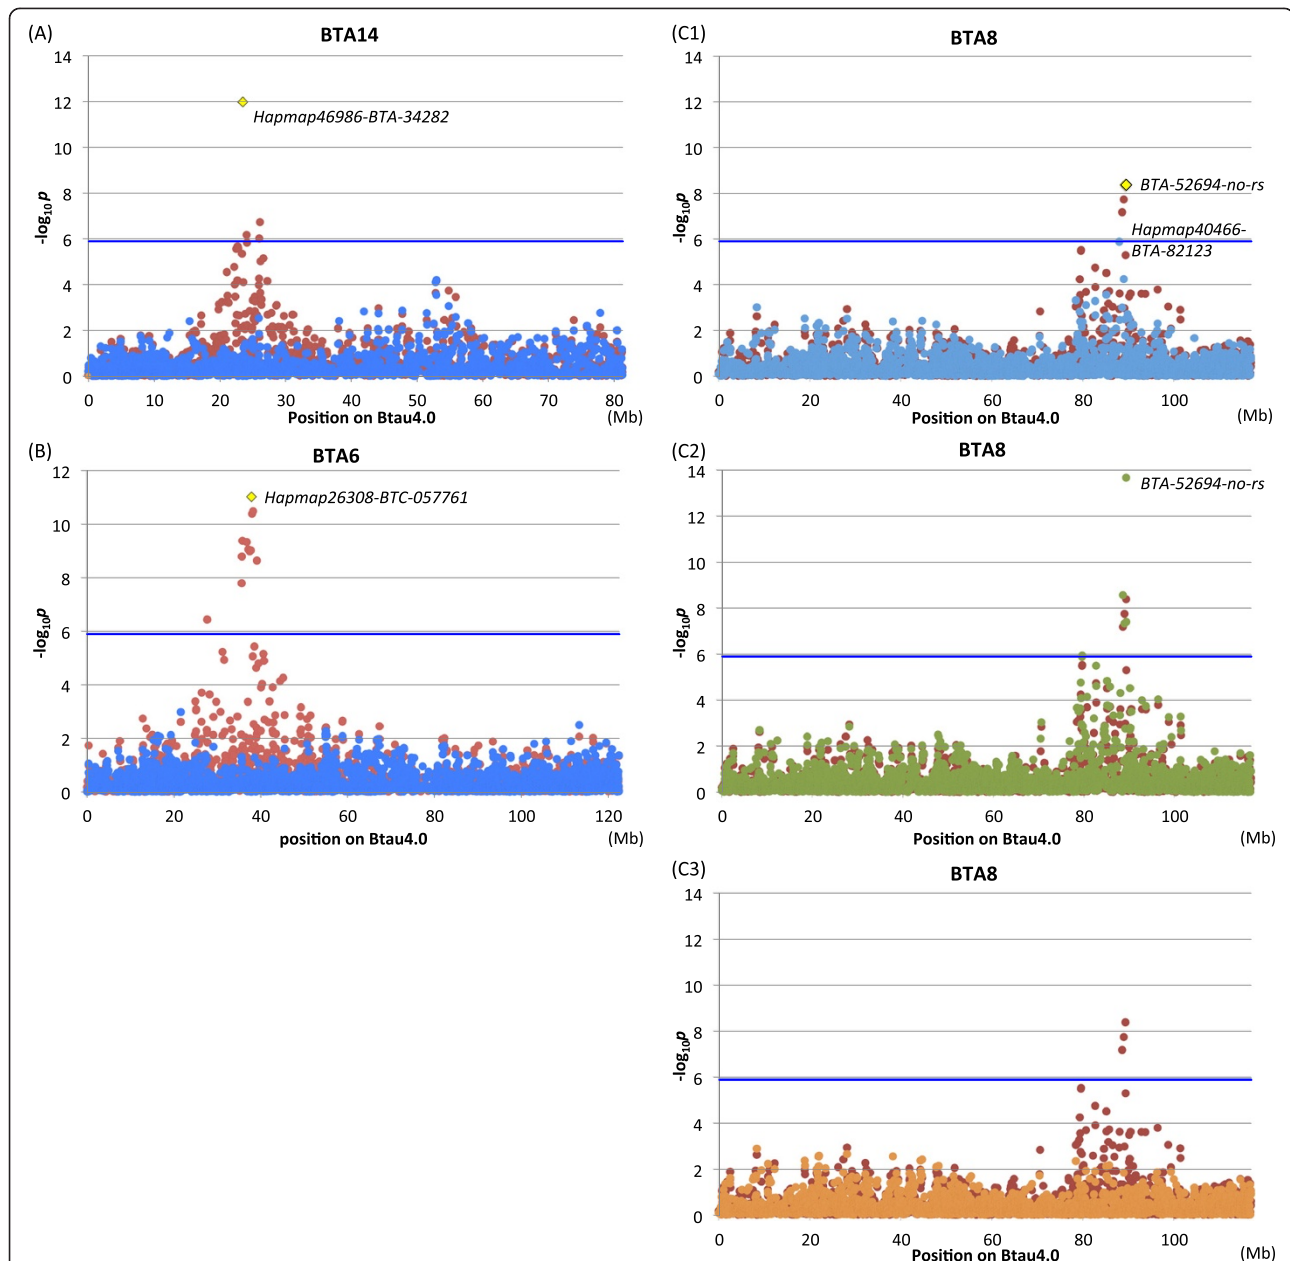 (A)
BTA14
14
12
10
8
6
4
2
0
-log10p
Hapmap46986-BTA-34282
0 10 20 30 40 50 60 70 80
Position on Btau4.0
(Mb)
(B)
BTA6
12
10
8
6
4
2
0
-log10p
Hapmap26308-BTC-057761
0 20 40 60 80 100 120
position on Btau4.0
(Mb)
(C1)
BTA8
14
12
10
8
6
4
2
0
-log10p
BTA-52694-no-rs
Hapmap40466-
BTA-82123
0 20 40 60 80 100
Position on Btau4.0
(Mb)
(C2)
BTA8
14
12
10
8
6
4
2
0
-log10p
BTA-52694-no-rs
0 20 40 60 80 100
Position on Btau4.0
(Mb)
(C3)
BTA8
14
12
10
8
6
4
2
0
-log10p
0 20 40 60 80 100
Position on Btau4.0
(Mb)